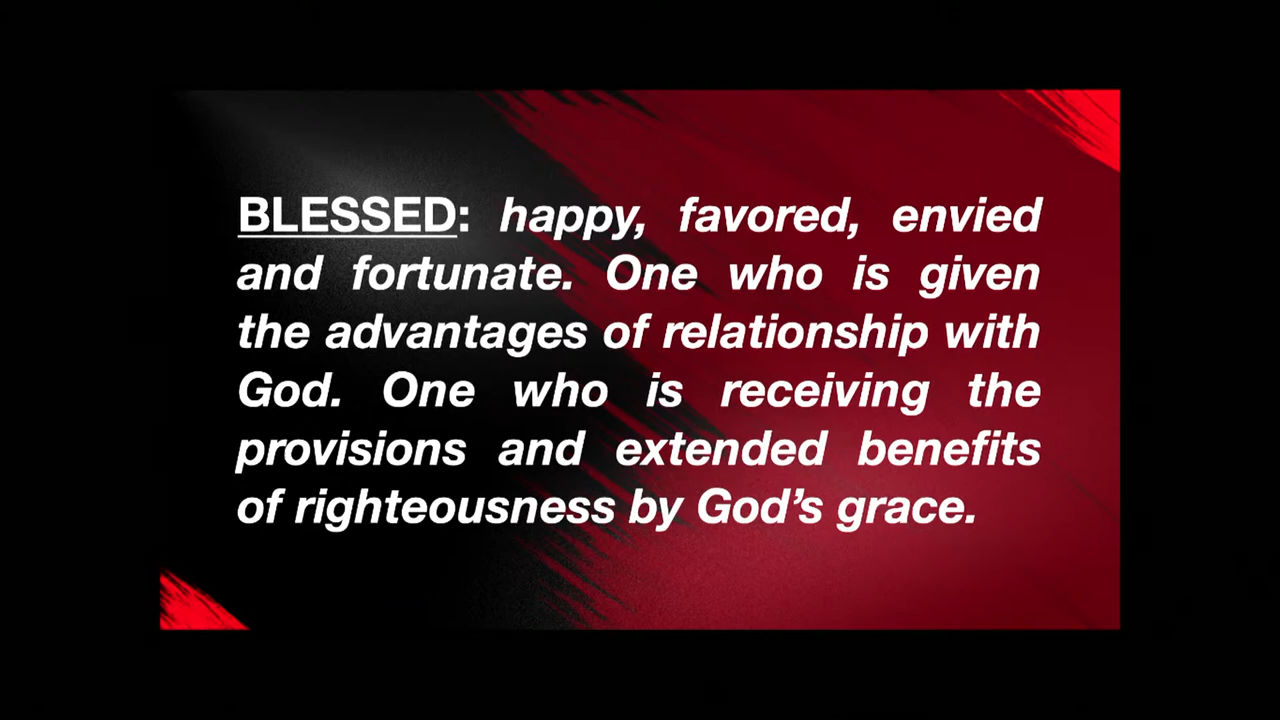 BLESSED: happy, favored, envied
and fortunate. One who is given
the advantages of relationship with
God. One who is receiving the
provisions and extended benefits
of righteousness by God’s grace.